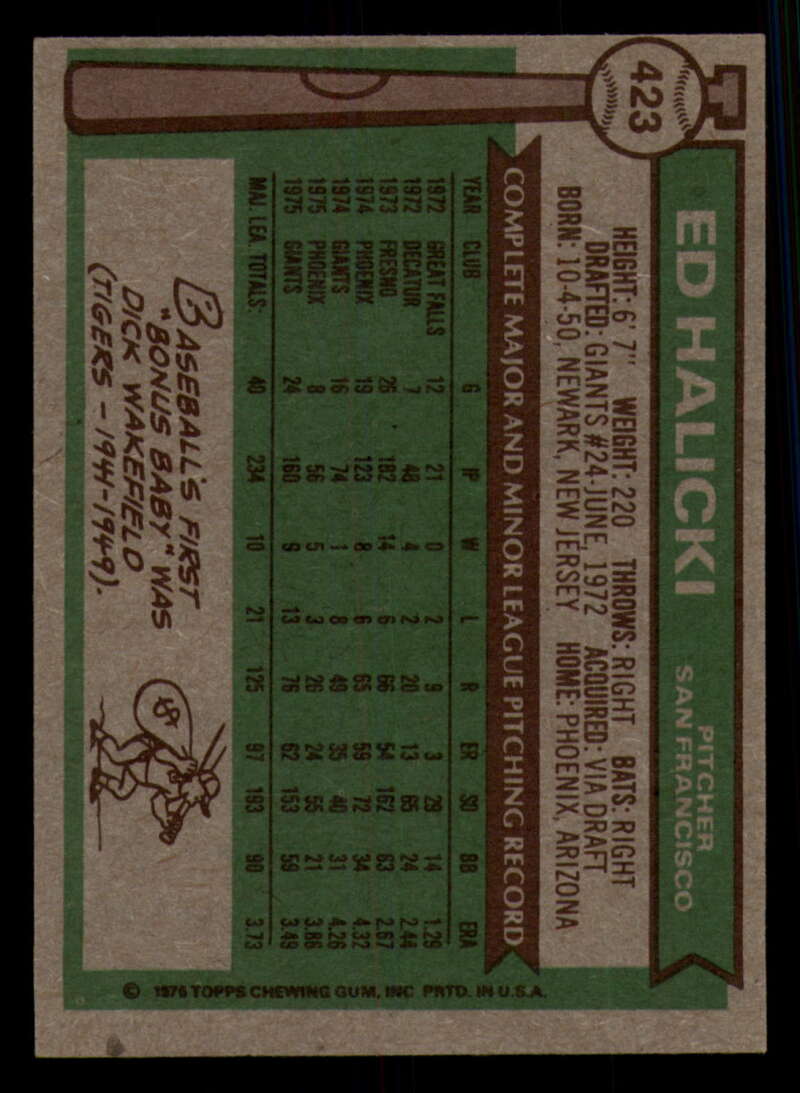 423
ED HALICKI
PITCHER
SAN FRANCISCO
HEIGHT: 6' 7" WEIGHT: 220 THROWS: RIGHT BATS: RIGHT
DRAFTED: GIANTS #24-JUNE, 1972 ACQUIRED: VIA DRAFT
BORN: 10-4-50, NEWARK, NEW JERSEY HOME: PHOENIX, ARIZONA
COMPLETE MAJOR AND MINOR LEAGUE PITCHING RECORD
YEAR CLUB G IP W L R ER SO BB ERA
1972 GREAT FALLS 12 21 0 2 9 3 29 14 1.29
1972 DECATUR 7 48 4 2 20 13 65 24 2.44
1973 FRESNO 26 182 14 6 66 54 162 63 2.67
1974 PHOENIX 19 123 8 6 65 59 72 34 4.32
1974 GIANTS 16 74 1 8 49 35 40 31 4.26
1975 PHOENIX 8 56 5 3 26 24 55 21 3.86
1975 GIANTS 24 160 9 13 76 62 153 59 3.49
MAJ. LEA. TOTALS 40 234 10 21 125 97 193 90 3.73
BASEBALL'S FIRST
"BONUS BABY" WAS
DICK WAKEFIELD
(TIGERS - 1941-1949).
$
© 1976 TOPPS CHEWING GUM, INC PRTD. IN U.S.A.